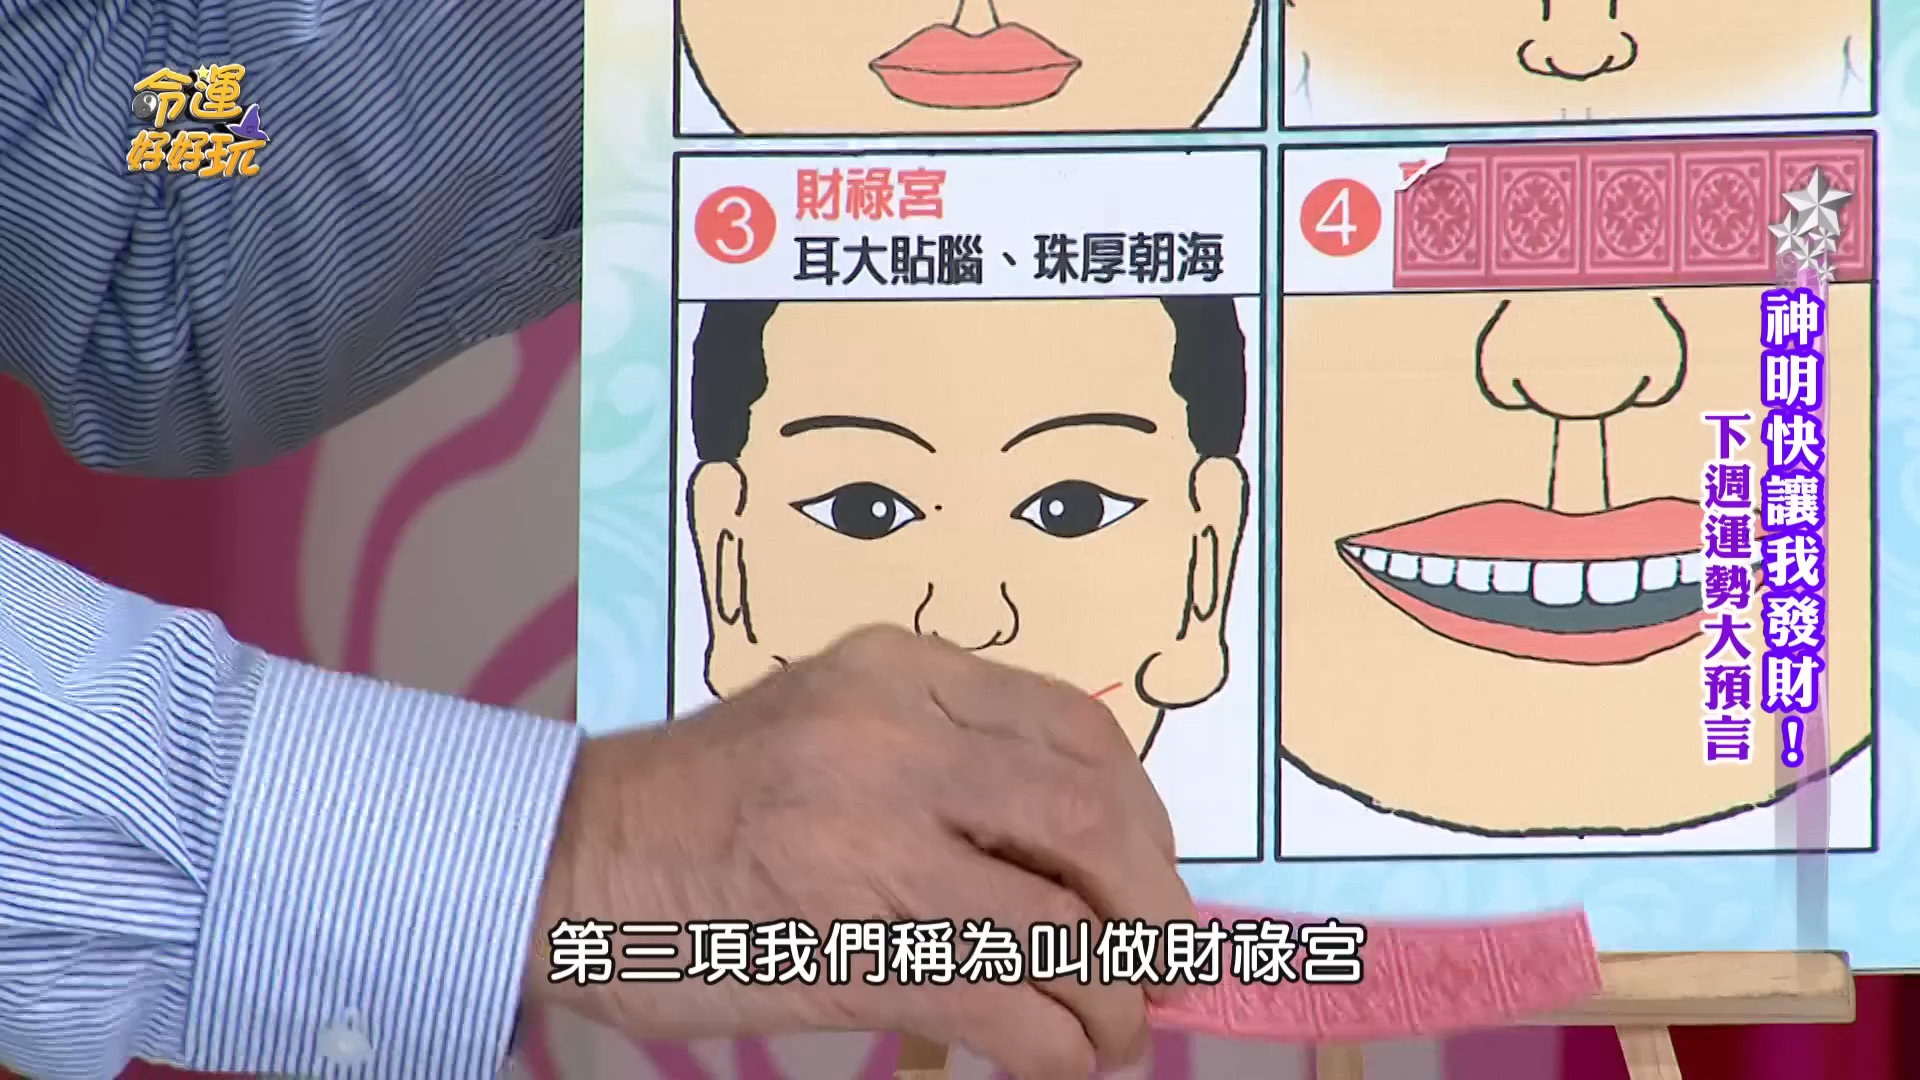 命運
好好玩
3
財祿宮
耳大貼腦、珠厚朝海
4
神明快讓我發財！
下週運勢大預言
第三項我們稱為叫做財祿宮